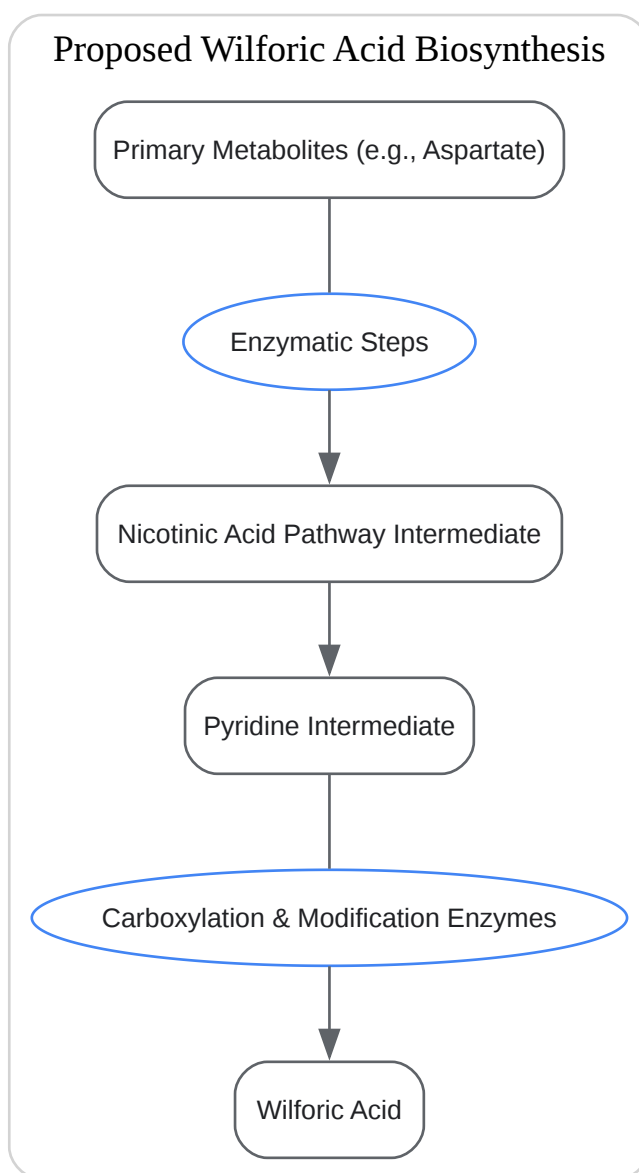 Proposed Wilforic Acid Biosynthesis
Primary Metabolites (e.g., Aspartate)
Enzymatic Steps
Nicotinic Acid Pathway Intermediate
Pyridine Intermediate
Carboxylation & Modification Enzymes
Wilforic Acid